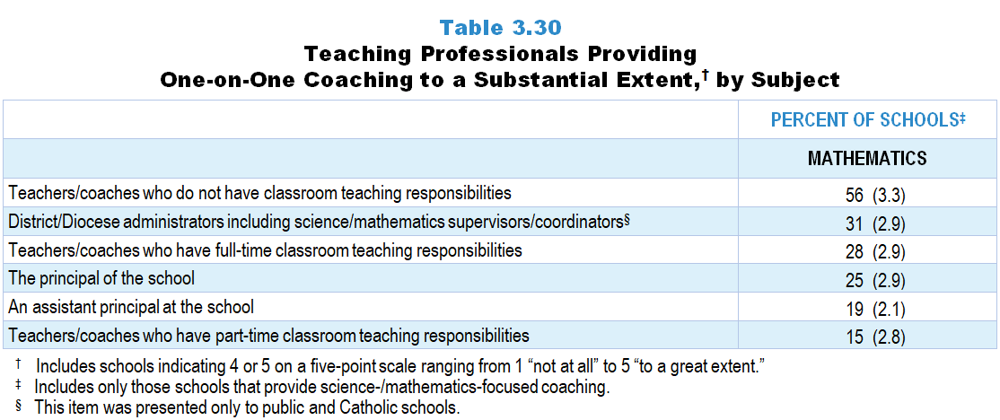 Table 3.30
Teaching Professionals Providing
One-on-One Coaching to a Substantial Extent,† by Subject
PERCENT OF SCHOOLS‡
MATHEMATICS
Teachers/coaches who do not have classroom teaching responsibilities 56 (3.3)
District/Diocese administrators including science/mathematics supervisors/coordinators§ 31 (2.9)
Teachers/coaches who have full-time classroom teaching responsibilities 28 (2.9)
The principal of the school 25 (2.9)
An assistant principal at the school 19 (2.1)
Teachers/coaches who have part-time classroom teaching responsibilities 15 (2.8)
† Includes schools indicating 4 or 5 on a five-point scale ranging from 1 “not at all” to 5 “to a great extent.”
‡ Includes only those schools that provide science-/mathematics-focused coaching.
§ This item was presented only to public and Catholic schools.